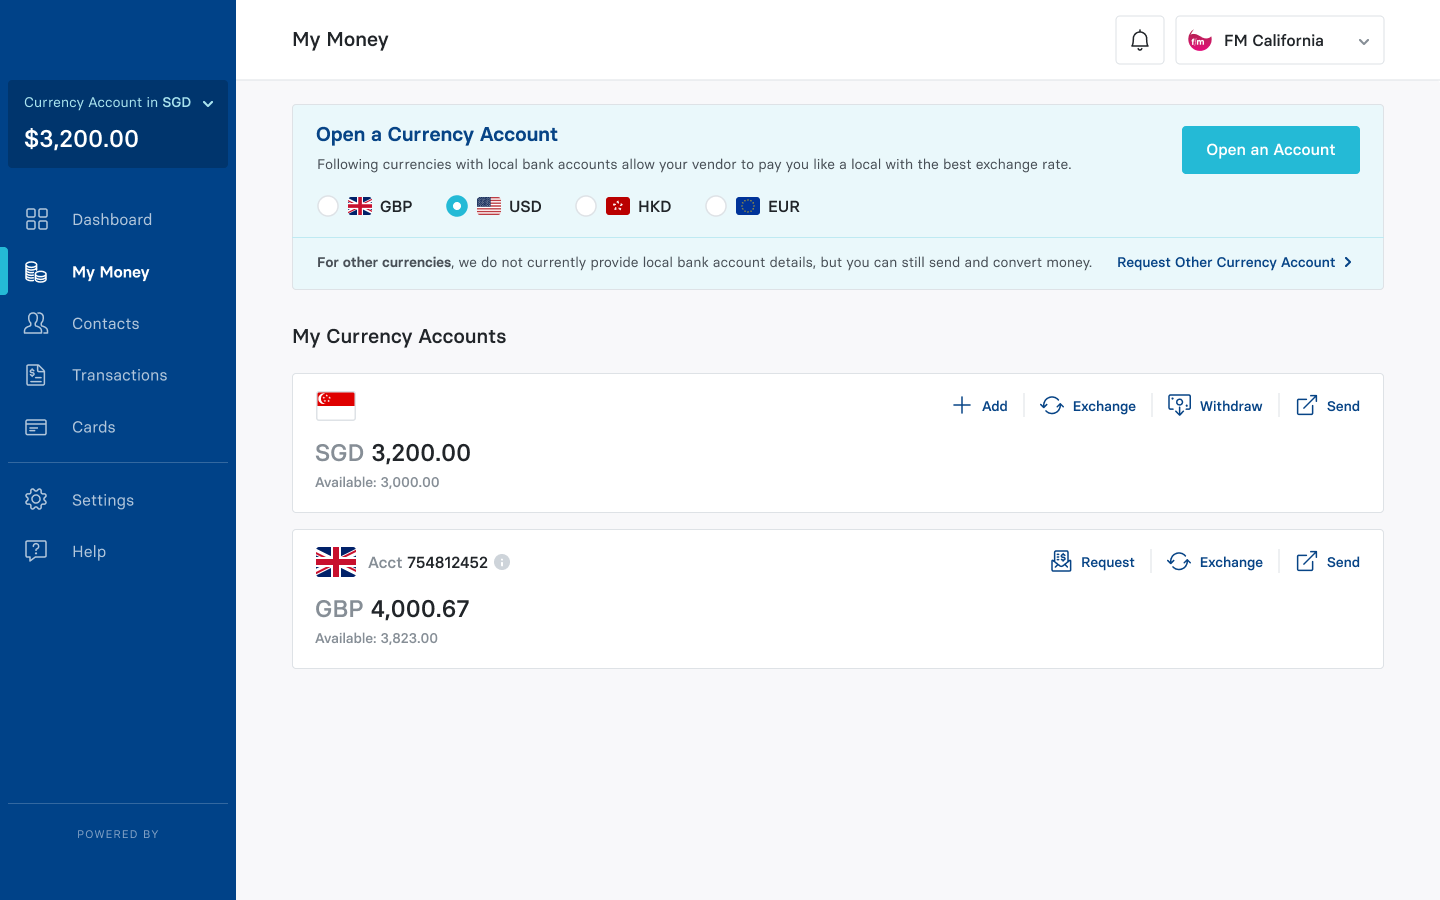 My Money
fm FM California
Currency Account in SGD
$3,200.00
Dashboard
My Money
Contacts
Transactions
Cards
Settings
Help
POWERED BY
Open a Currency Account
Following currencies with local bank accounts allow your vendor to pay you like a local with the best exchange rate.
Open an Account
GBP USD HKD EUR
For other currencies, we do not currently provide local bank account details, but you can still send and convert money. Request Other Currency Account
My Currency Accounts
Add Exchange Withdraw Send
SGD 3,200.00
Available: 3,000.00
Acct 754812452
Request Exchange Send
GBP 4,000.67
Available: 3,823.00